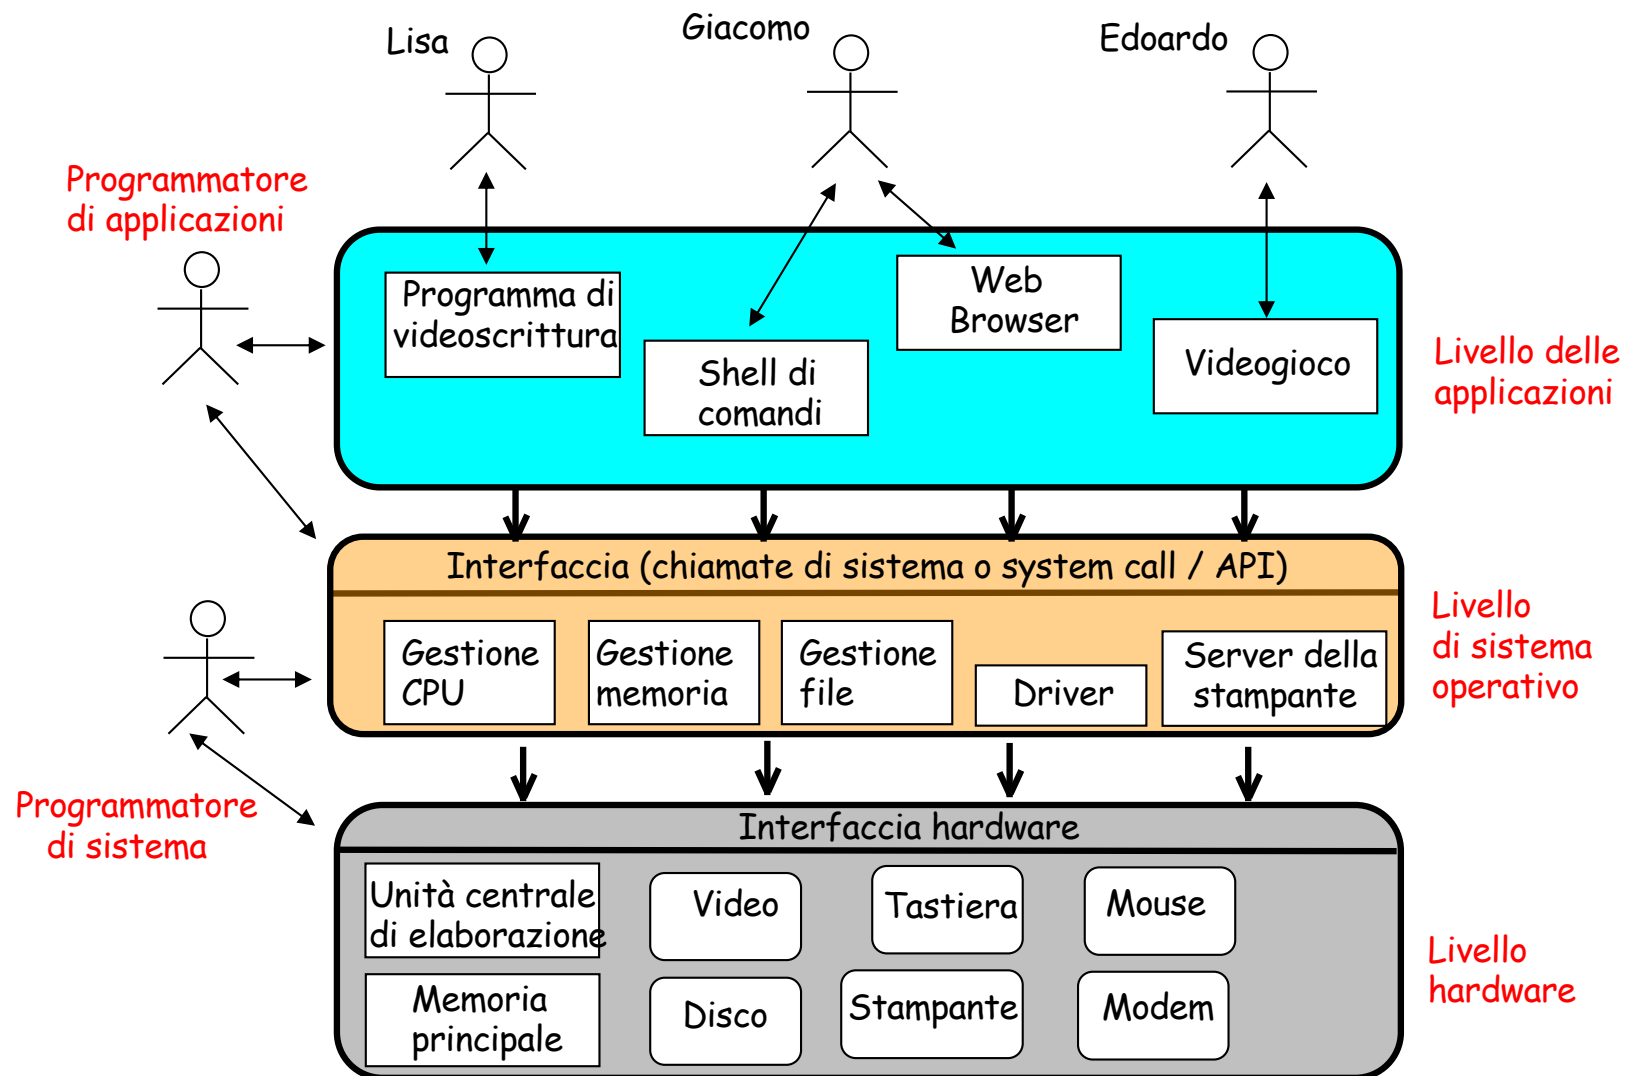 Lisa
Giacomo
Edoardo
Programmatore
di applicazioni
Programma di
videoscrittura
Shell di
comandi
Web
Browser
Videogioco
Livello delle
applicazioni
Interfaccia (chiamate di sistema o system call / API)
Gestione
CPU
Gestione
memoria
Gestione
file
Driver
Server della
stampante
Livello
di sistema
operativo
Programmatore
di sistema
Interfaccia hardware
Unità centrale
di elaborazione
Video
Tastiera
Mouse
Memoria
principale
Disco
Stampante
Modem
Livello
hardware